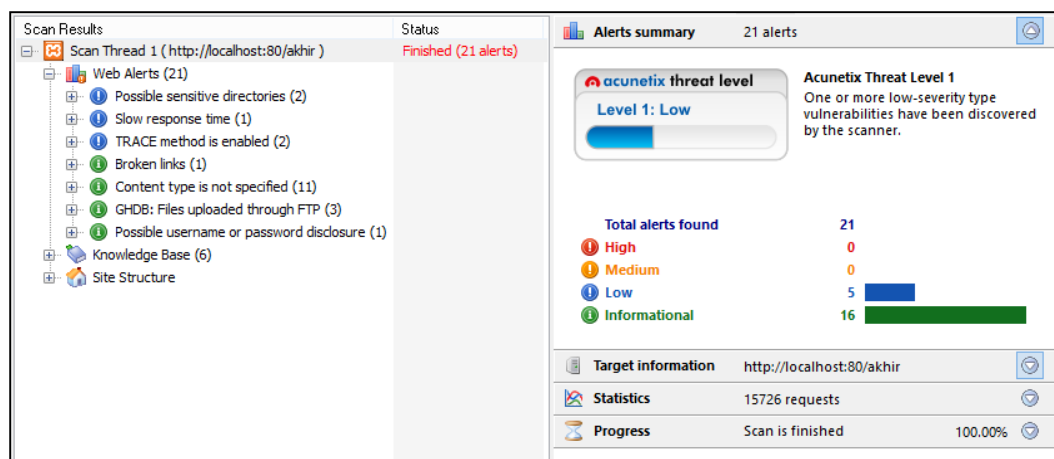 Scan Results Status
Scan Thread 1 ( http://localhost:80/akhir ) Finished (21 alerts)
Web Alerts (21)
Possible sensitive directories (2)
Slow response time (1)
TRACE method is enabled (2)
Broken links (1)
Content type is not specified (11)
GHDB: Files uploaded through FTP (3)
Possible username or password disclosure (1)
Knowledge Base (6)
Site Structure
Alerts summary 21 alerts
acunetix threat level
Level 1: Low
Acunetix Threat Level 1
One or more low-severity type
vulnerabilities have been discovered
by the scanner.
Total alerts found 21
High 0
Medium 0
Low 5
Informational 16
Target information http://localhost:80/akhir
Statistics 15726 requests
Progress Scan is finished 100.00%